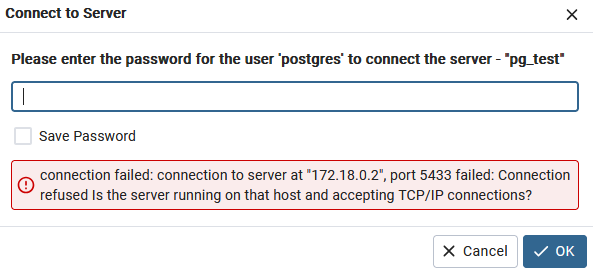 Connect to Server
Please enter the password for the user 'postgres' to connect the server - "pg_test"
Save Password
connection failed: connection to server at "172.18.0.2", port 5433 failed: Connection
refused Is the server running on that host and accepting TCP/IP connections?
Cancel
OK